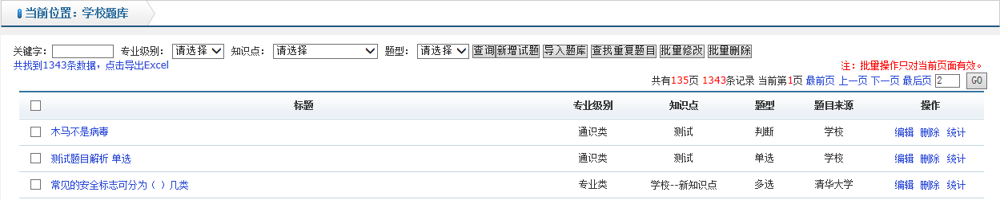 当前位置：学校题库
关键字： 专业级别： 请选择 知识点： 请选择 题型： 请选择 查询 新增试题 导入题库 查找重复题目 批量修改 批量删除
共找到1343条数据，点击导出Excel
注：批量操作只对当前页面有效。
共有135页 1343条记录 当前第1页 最前页 上一页 下一页 最后页 2 GO
标题 专业级别 知识点 题型 题目来源 操作
木马不是病毒 通识类 测试 判断 学校 编辑 删除 统计
测试题目解析 单选 通识类 测试 单选 学校 编辑 删除 统计
常见的安全标志可分为（ ）几类 专业类 学校--新知识点 多选 清华大学 编辑 删除 统计